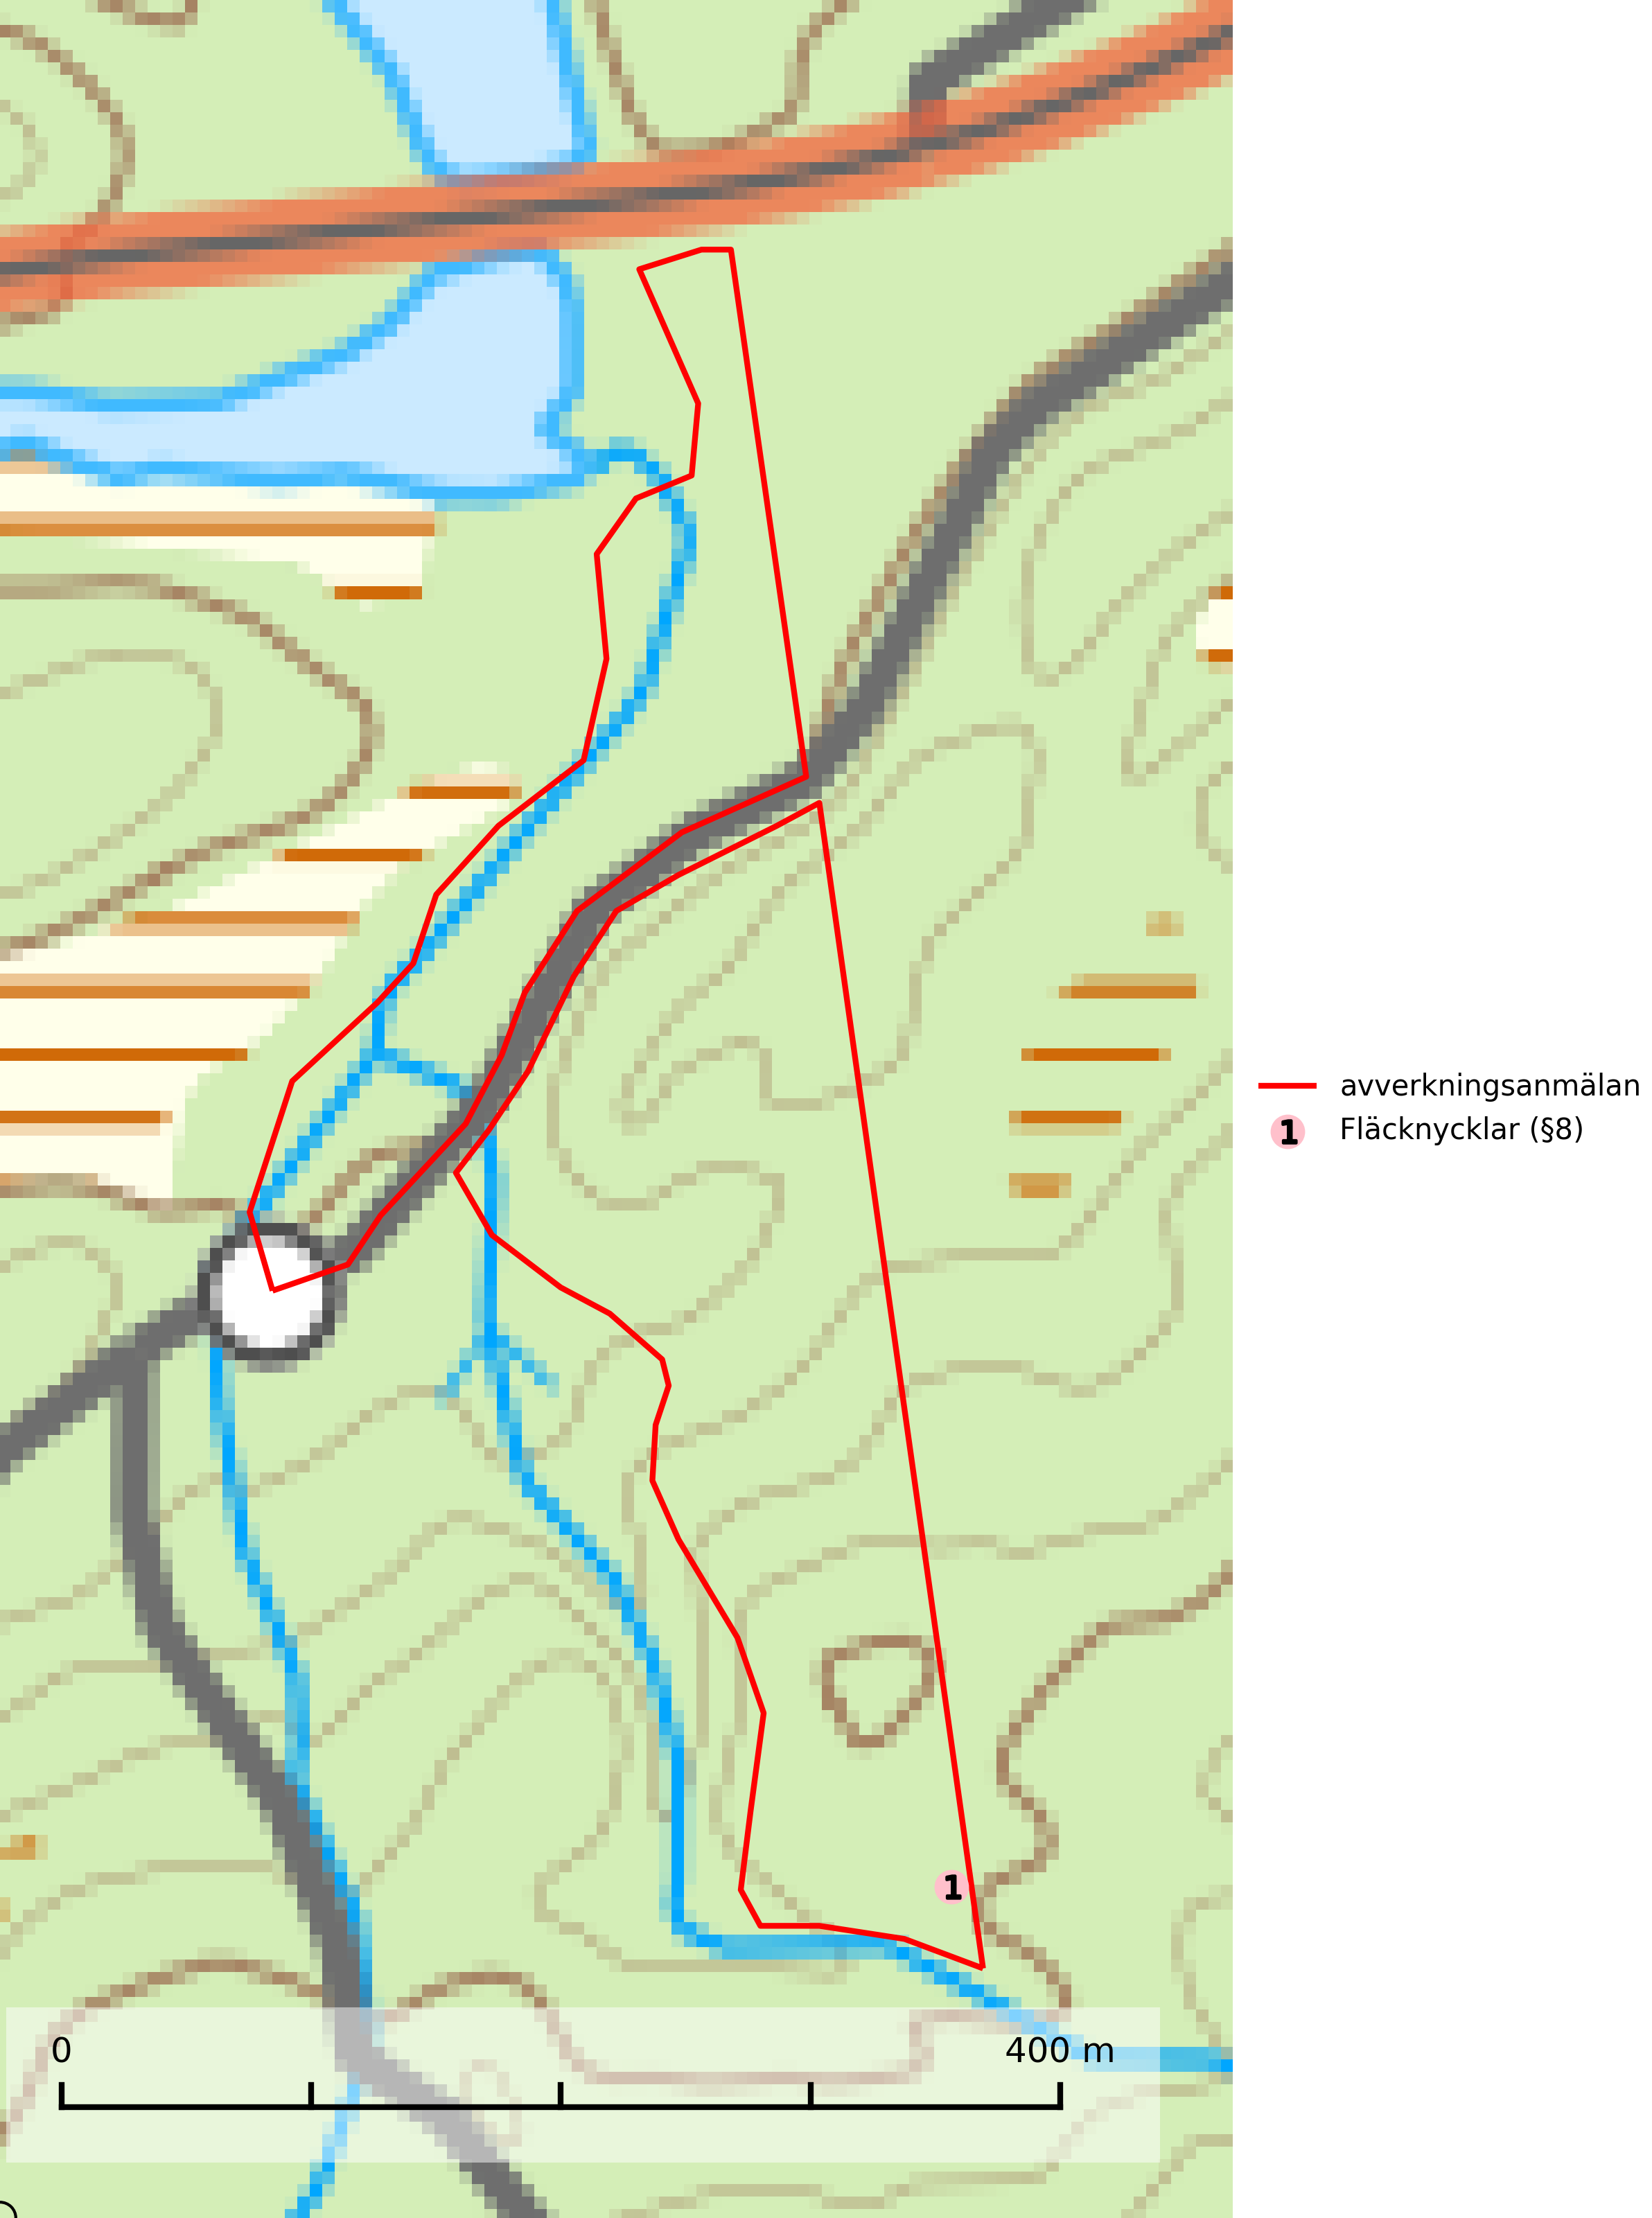 avverkningsanmälan
1 Fläcknycklar (§8)
1
0 400 m